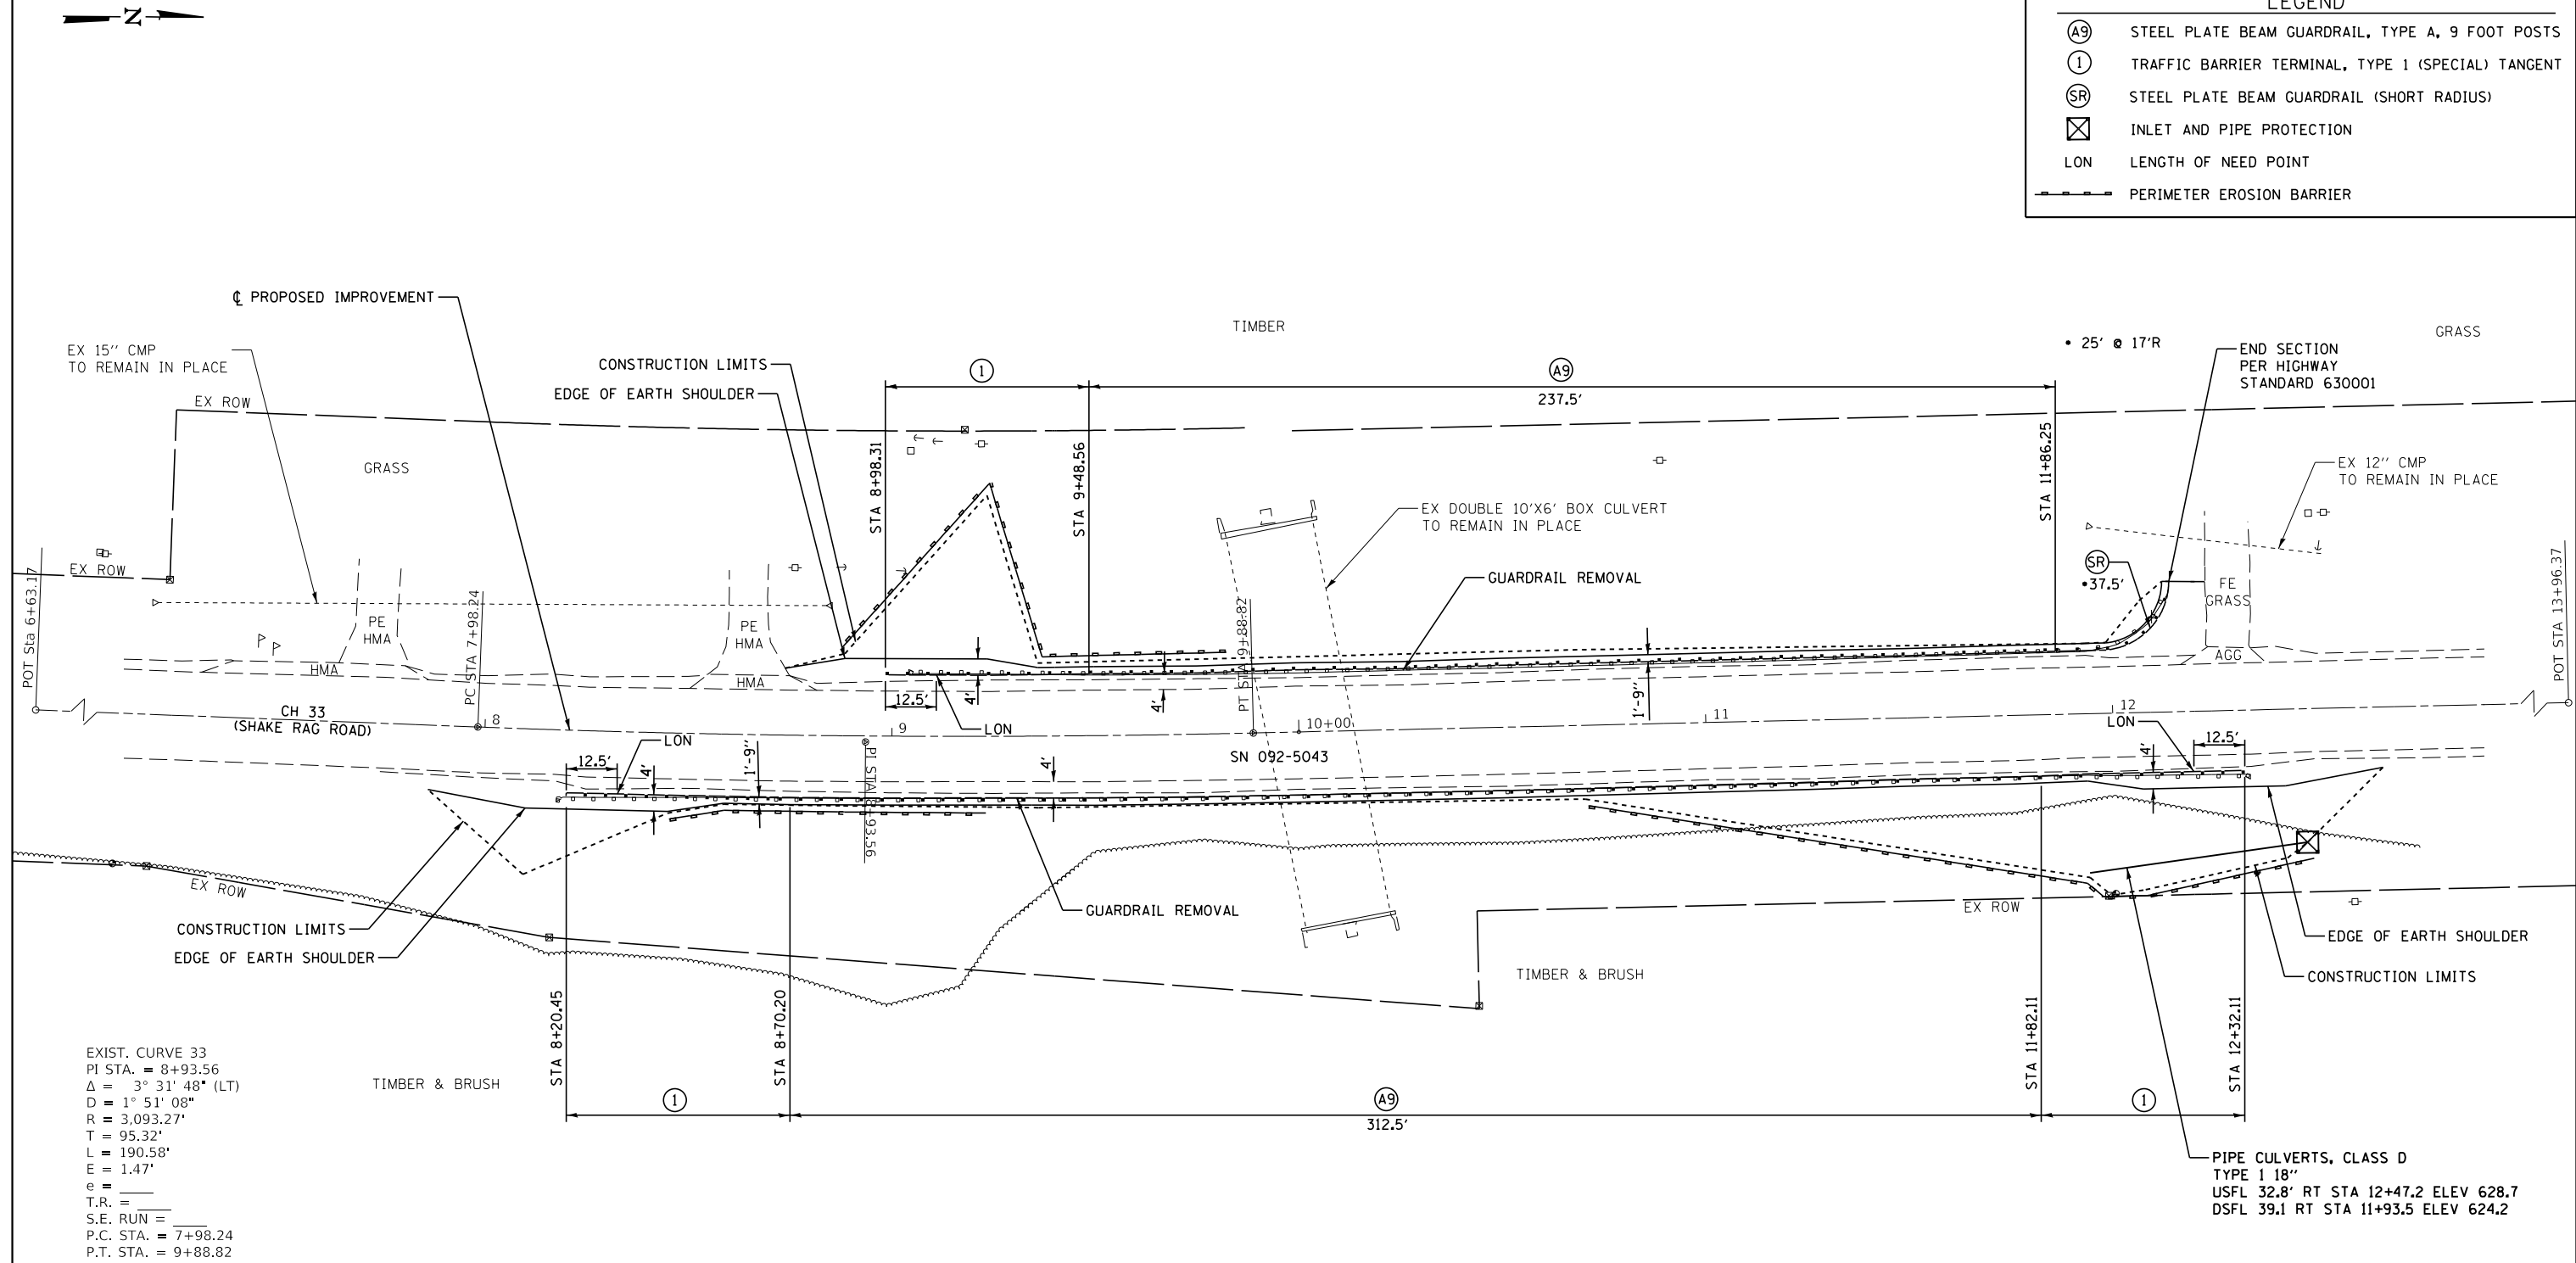 N
LEGEND
A9 STEEL PLATE BEAM GUARDRAIL, TYPE A, 9 FOOT POSTS
1 TRAFFIC BARRIER TERMINAL, TYPE 1 (SPECIAL) TANGENT
SR STEEL PLATE BEAM GUARDRAIL (SHORT RADIUS)
INLET AND PIPE PROTECTION
LON LENGTH OF NEED POINT
PERIMETER EROSION BARRIER
℄ PROPOSED IMPROVEMENT
TIMBER
GRASS
EX 15" CMP
TO REMAIN IN PLACE
CONSTRUCTION LIMITS
EDGE OF EARTH SHOULDER
1
A9
237.5'
• 25' @ 17'R
END SECTION
PER HIGHWAY
STANDARD 630001
EX ROW
GRASS
STA 8+98.31
STA 9+48.56
STA 11+86.25
EX 12" CMP
TO REMAIN IN PLACE
EX DOUBLE 10'X6' BOX CULVERT
TO REMAIN IN PLACE
EX ROW
GUARDRAIL REMOVAL
SR
•37.5'
FE
GRASS
AGG
POT Sta 6+63.17
PC STA 7+98.24
PE
HMA
HMA
PE
HMA
HMA
PT STA 9+88.82
POT STA 13+96.37
12.5'
4'
4'
1'-9"
LON
CH 33
(SHAKE RAG ROAD)
8
9
10+00
11
12
LON
12.5'
LON
12.5'
4'
1'-9"
4'
4'
PI STA 8+93.56
SN 092-5043
EX ROW
CONSTRUCTION LIMITS
EDGE OF EARTH SHOULDER
GUARDRAIL REMOVAL
EX ROW
EDGE OF EARTH SHOULDER
CONSTRUCTION LIMITS
TIMBER & BRUSH
STA 8+20.45
STA 8+70.20
STA 11+82.11
STA 12+32.11
TIMBER & BRUSH
1
A9
312.5'
1
EXIST. CURVE 33
PI STA. = 8+93.56
Δ = 3° 31' 48" (LT)
D = 1° 51' 08"
R = 3,093.27'
T = 95.32'
L = 190.58'
E = 1.47'
e = ____
T.R. = ____
S.E. RUN = ____
P.C. STA. = 7+98.24
P.T. STA. = 9+88.82
PIPE CULVERTS, CLASS D
TYPE 1 18"
USFL 32.8' RT STA 12+47.2 ELEV 628.7
DSFL 39.1 RT STA 11+93.5 ELEV 624.2